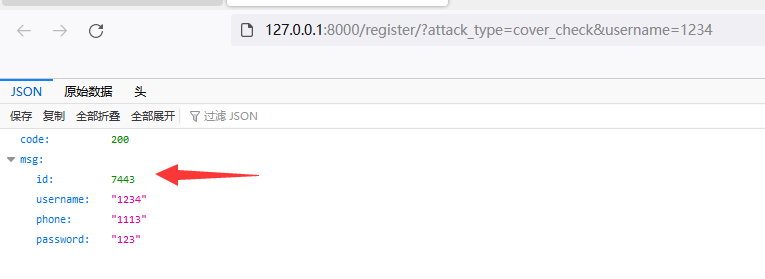 127.0.0.1:8000/register/?attack_type=cover_check&username=1234
JSON 原始数据 头
保存 复制 全部折叠 全部展开 过滤 JSON
code: 200
msg:
id: 7443
username: "1234"
phone: "1113"
password: "123"